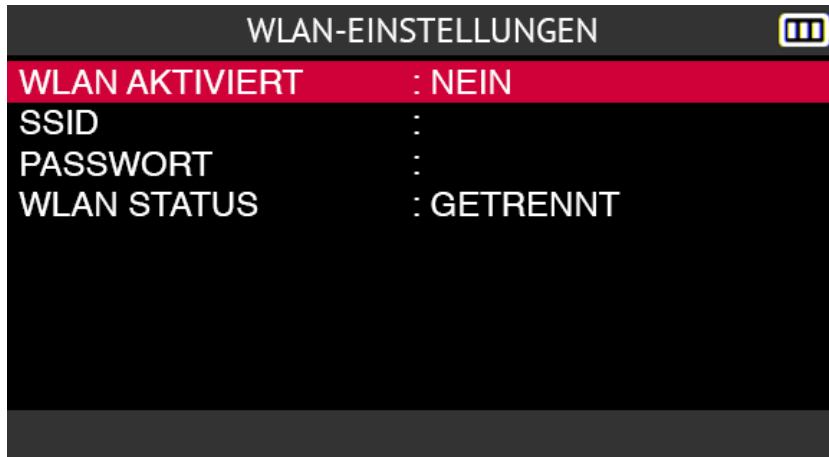 WLAN-EINSTELLUNGEN
WLAN AKTIVIERT : NEIN
SSID :
PASSWORT :
WLAN STATUS : GETRENNT